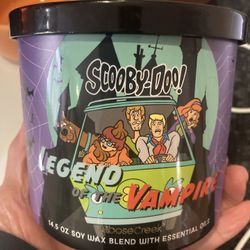 SCOOBY-DOO!
LEGEND
OF THE VAMPIRE
GooseCreek
14.5 OZ SOY WAX BLEND WITH ESSENTIAL OILS